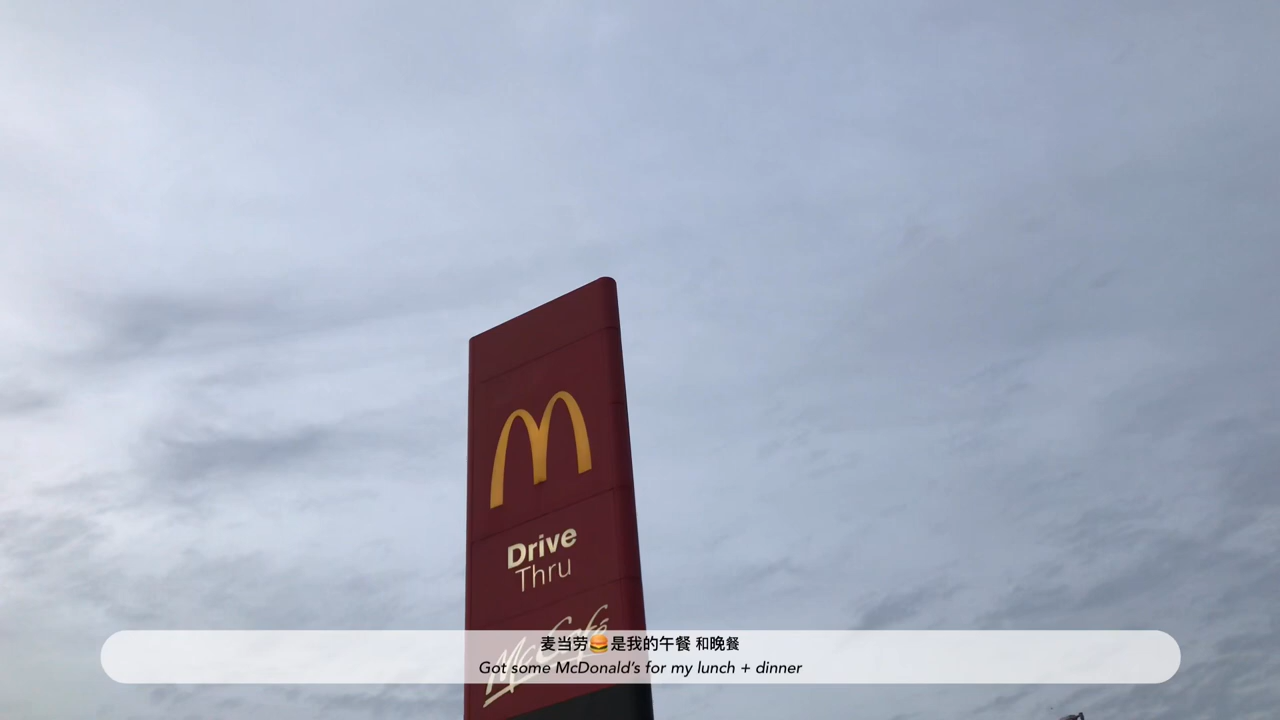 Drive
Thru
McCafé
麦当劳🍔是我的午餐 和晚餐
Got some McDonald's for my lunch + dinner